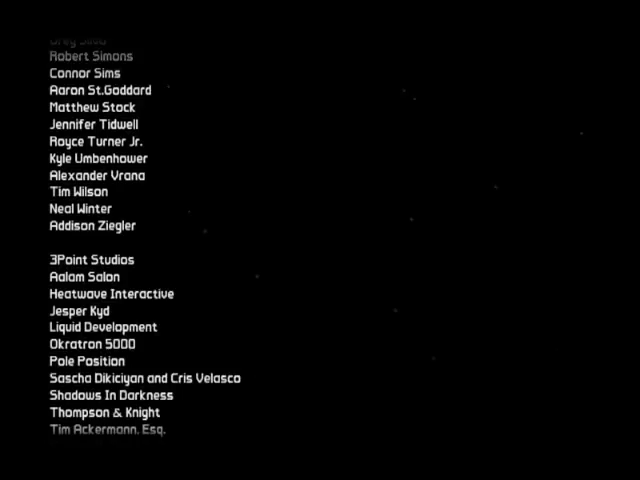 Robert Simons
Connor Sims
Aaron St.Goddard
Matthew Stock
Jennifer Tidwell
Royce Turner Jr.
Kyle Umbenhower
Alexander Vrana
Tim Wilson
Neal Winter
Addison Ziegler
3Point Studios
Aalam Salon
Heatwave Interactive
Jesper Kyd
Liquid Development
Okratron 5000
Pole Position
Sascha Dikiciyan and Cris Velasco
Shadows In Darkness
Thompson & Knight
Tim Ackermann, Esq.